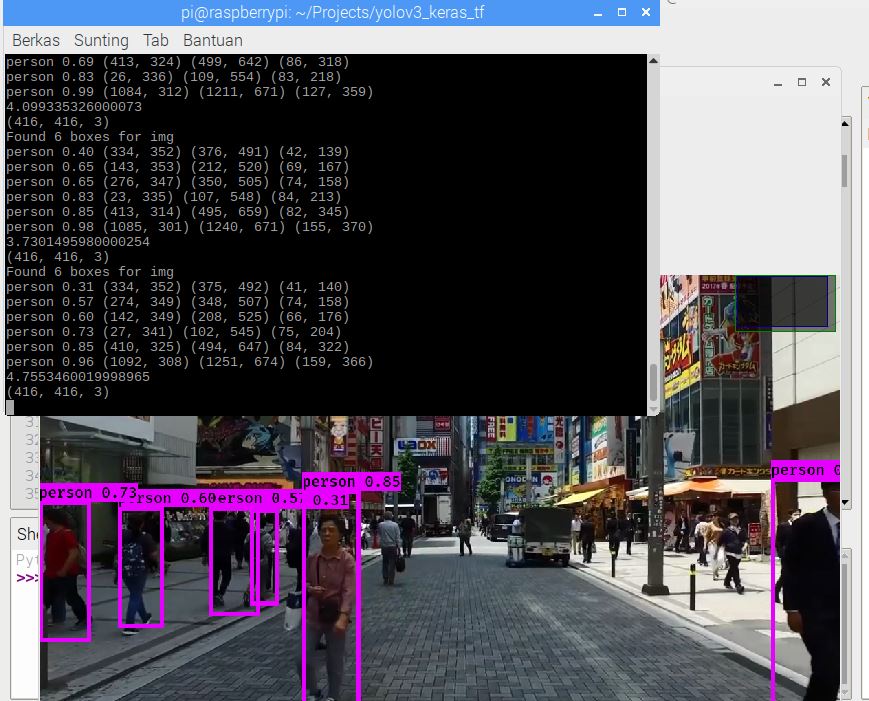 pi@raspberrypi: ~/Projects/yolov3_keras_tf
Berkas Sunting Tab Bantuan
person 0.69 (413, 324) (499, 642) (86, 318)
person 0.83 (26, 336) (109, 554) (83, 218)
person 0.99 (1084, 312) (1211, 671) (127, 359)
4.099335326000073
(416, 416, 3)
Found 6 boxes for img
person 0.40 (334, 352) (376, 491) (42, 139)
person 0.65 (143, 353) (212, 520) (69, 167)
person 0.65 (276, 347) (350, 505) (74, 158)
person 0.83 (23, 335) (107, 548) (84, 213)
person 0.85 (413, 314) (495, 659) (82, 345)
person 0.98 (1085, 301) (1240, 671) (155, 370)
3.7301495980000254
(416, 416, 3)
Found 6 boxes for img
person 0.31 (334, 352) (375, 492) (41, 140)
person 0.57 (274, 349) (348, 507) (74, 158)
person 0.60 (142, 349) (208, 525) (66, 176)
person 0.73 (27, 341) (102, 545) (75, 204)
person 0.85 (410, 325) (494, 647) (84, 322)
person 0.96 (1092, 308) (1251, 674) (159, 366)
4.7553460019998965
(416, 416, 3)
31
32
33
34
35
LAOX
person 0.85
person 0
person 0.73
rson 0.60
erson 0.5
0.31
She
Pyt
>>>